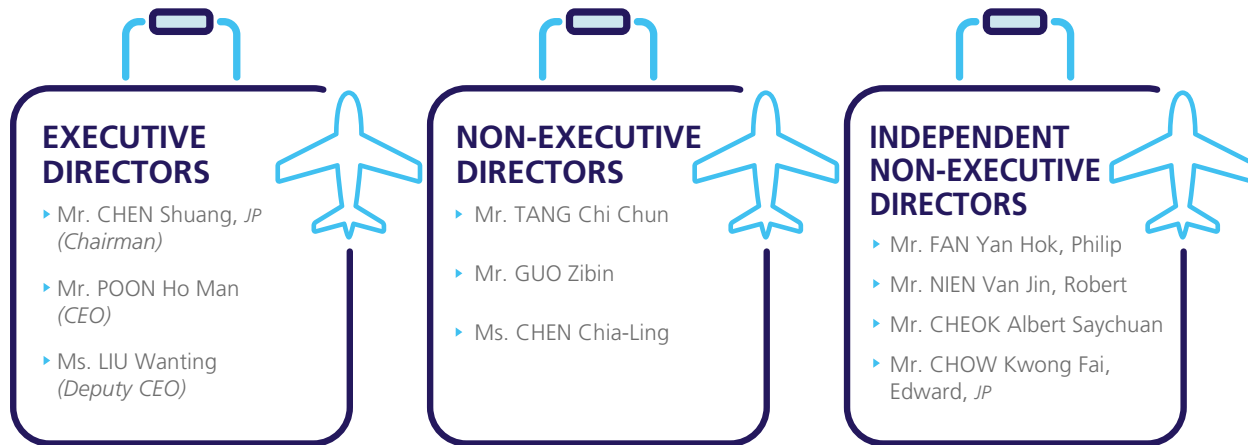 EXECUTIVE
DIRECTORS
▸ Mr. CHEN Shuang, JP
(Chairman)
▸ Mr. POON Ho Man
(CEO)
▸ Ms. LIU Wanting
(Deputy CEO)
NON-EXECUTIVE
DIRECTORS
▸ Mr. TANG Chi Chun
▸ Mr. GUO Zibin
▸ Ms. CHEN Chia-Ling
INDEPENDENT
NON-EXECUTIVE
DIRECTORS
▸ Mr. FAN Yan Hok, Philip
▸ Mr. NIEN Van Jin, Robert
▸ Mr. CHEOK Albert Saychuan
▸ Mr. CHOW Kwong Fai,
Edward, JP